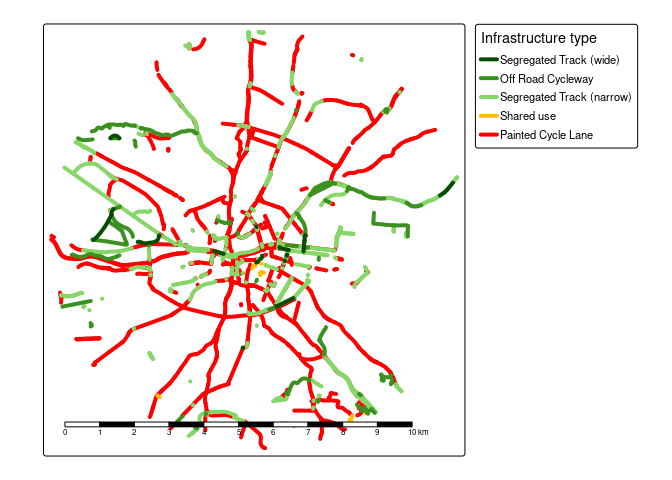 Infrastructure type
Segregated Track (wide)
Off Road Cycleway
Segregated Track (narrow)
Shared use
Painted Cycle Lane
0 1 2 3 4 5 6 7 8 9 10 km